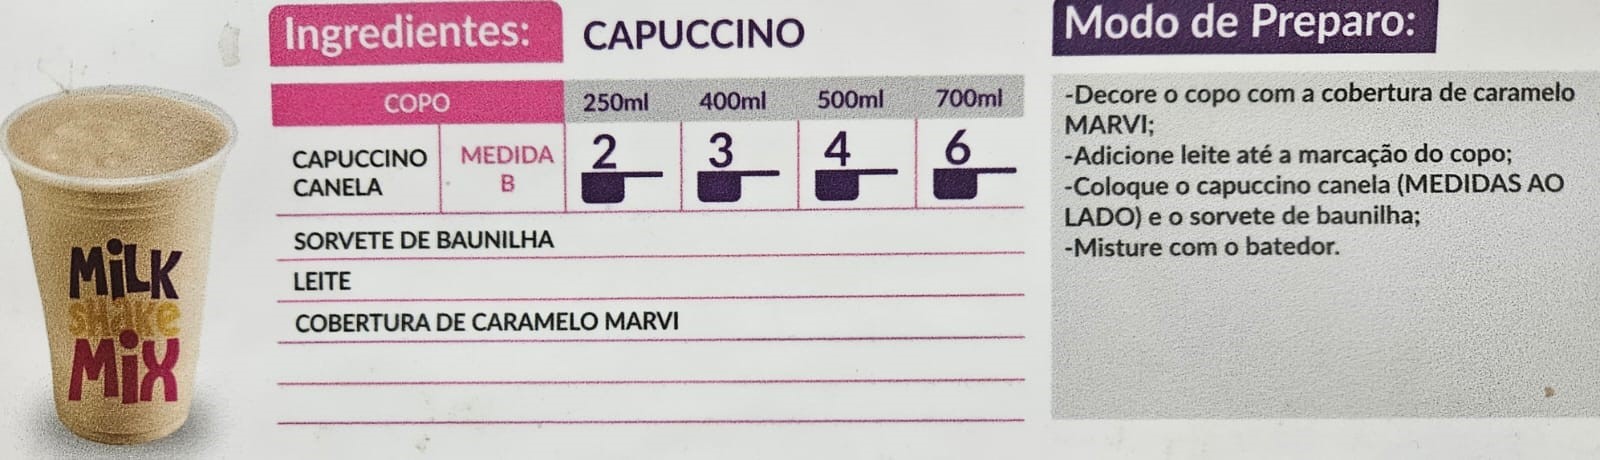 Ingredientes: CAPUCCINO
COPO 250ml 400ml 500ml 700ml
CAPUCCINO CANELA MEDIDA B 2 3 4 6
SORVETE DE BAUNILHA
LEITE
COBERTURA DE CARAMELO MARVI
Modo de Preparo:
-Decore o copo com a cobertura de caramelo
MARVI;
-Adicione leite até a marcação do copo;
-Coloque o capuccino canela (MEDIDAS AO
LADO) e o sorvete de baunilha;
-Misture com o batedor.
MiLK
SHaKe
MiX